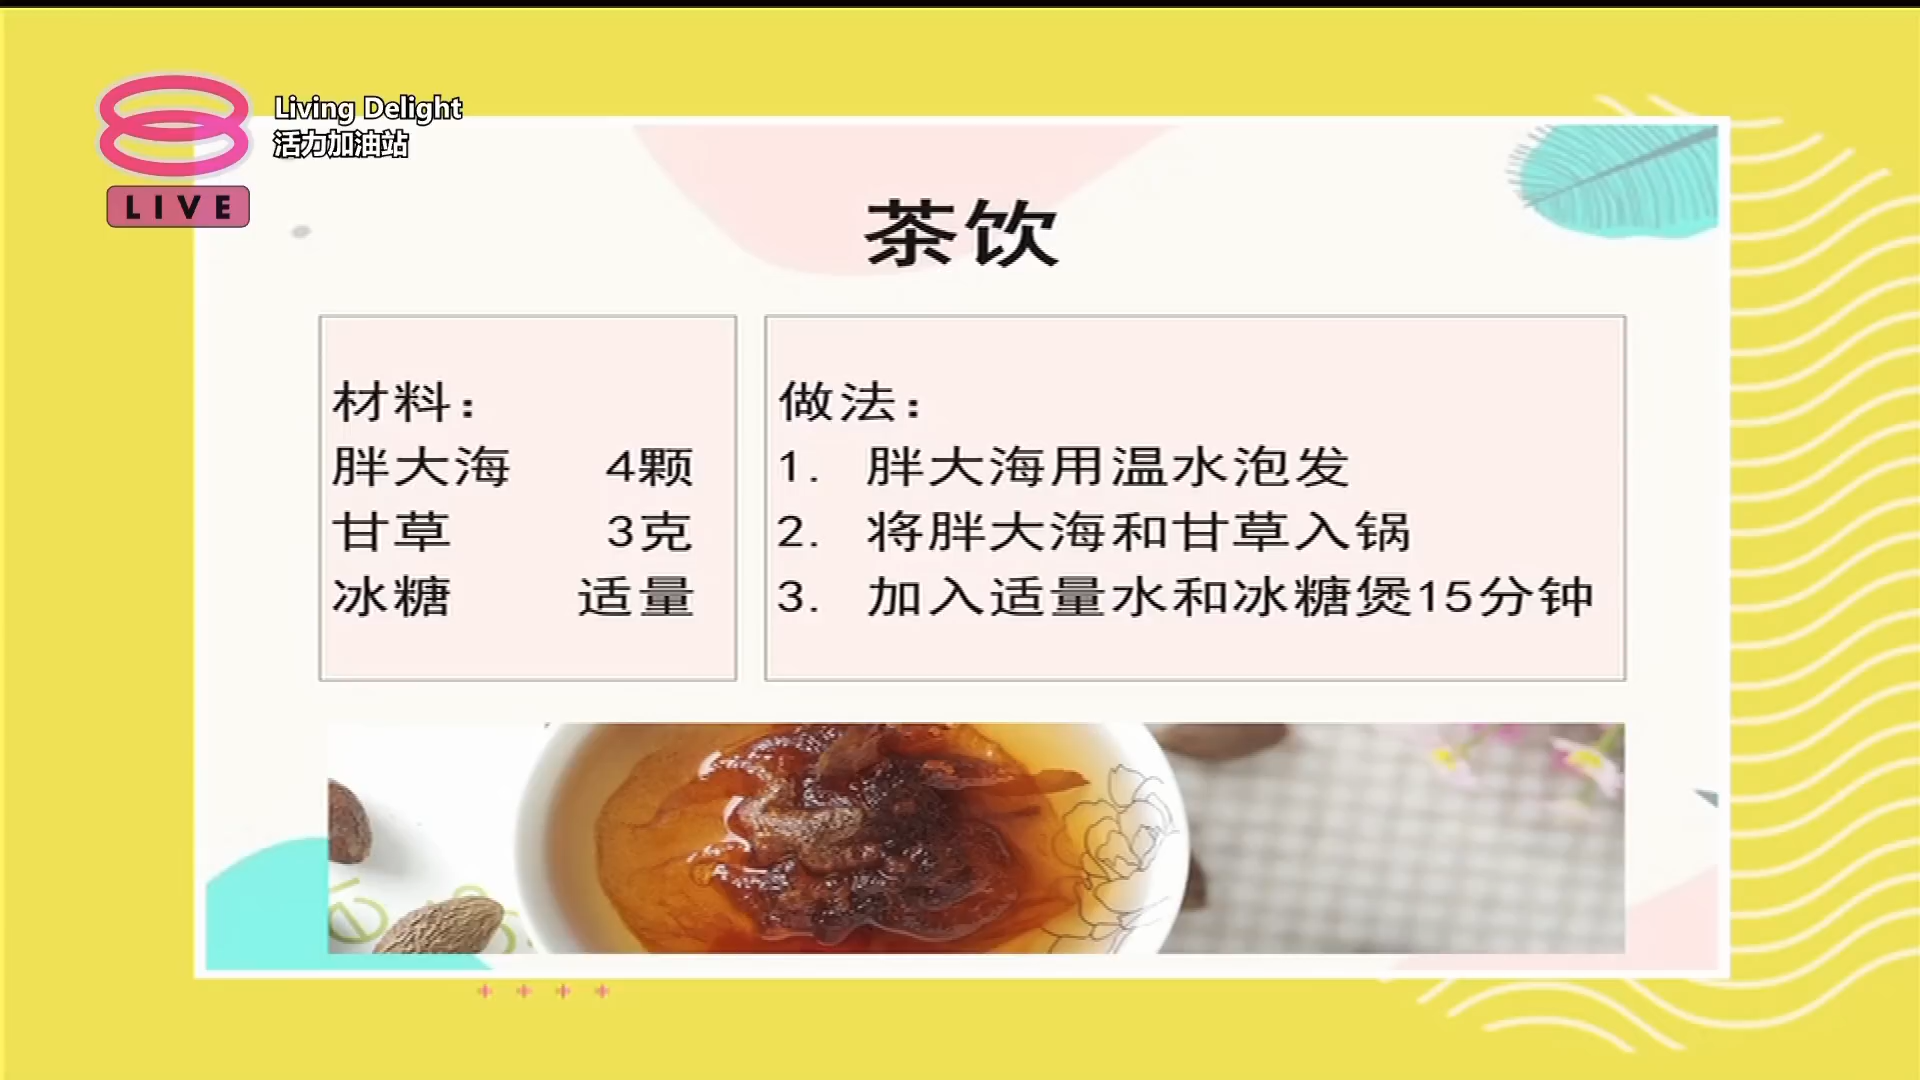 Living Delight
活力加油站
LIVE
茶饮
材料：
胖大海 4颗
甘草 3克
冰糖 适量
做法：
1. 胖大海用温水泡发
2. 将胖大海和甘草入锅
3. 加入适量水和冰糖煲15分钟